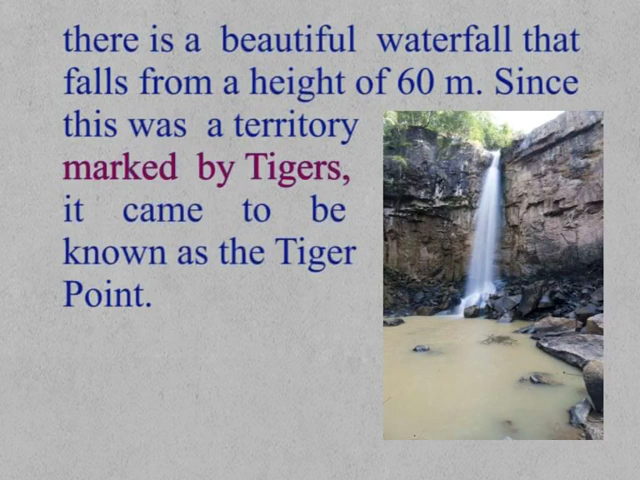 there is a beautiful waterfall that
falls from a height of 60 m. Since
this was a territory
marked by Tigers,
it came to be
known as the Tiger
Point.